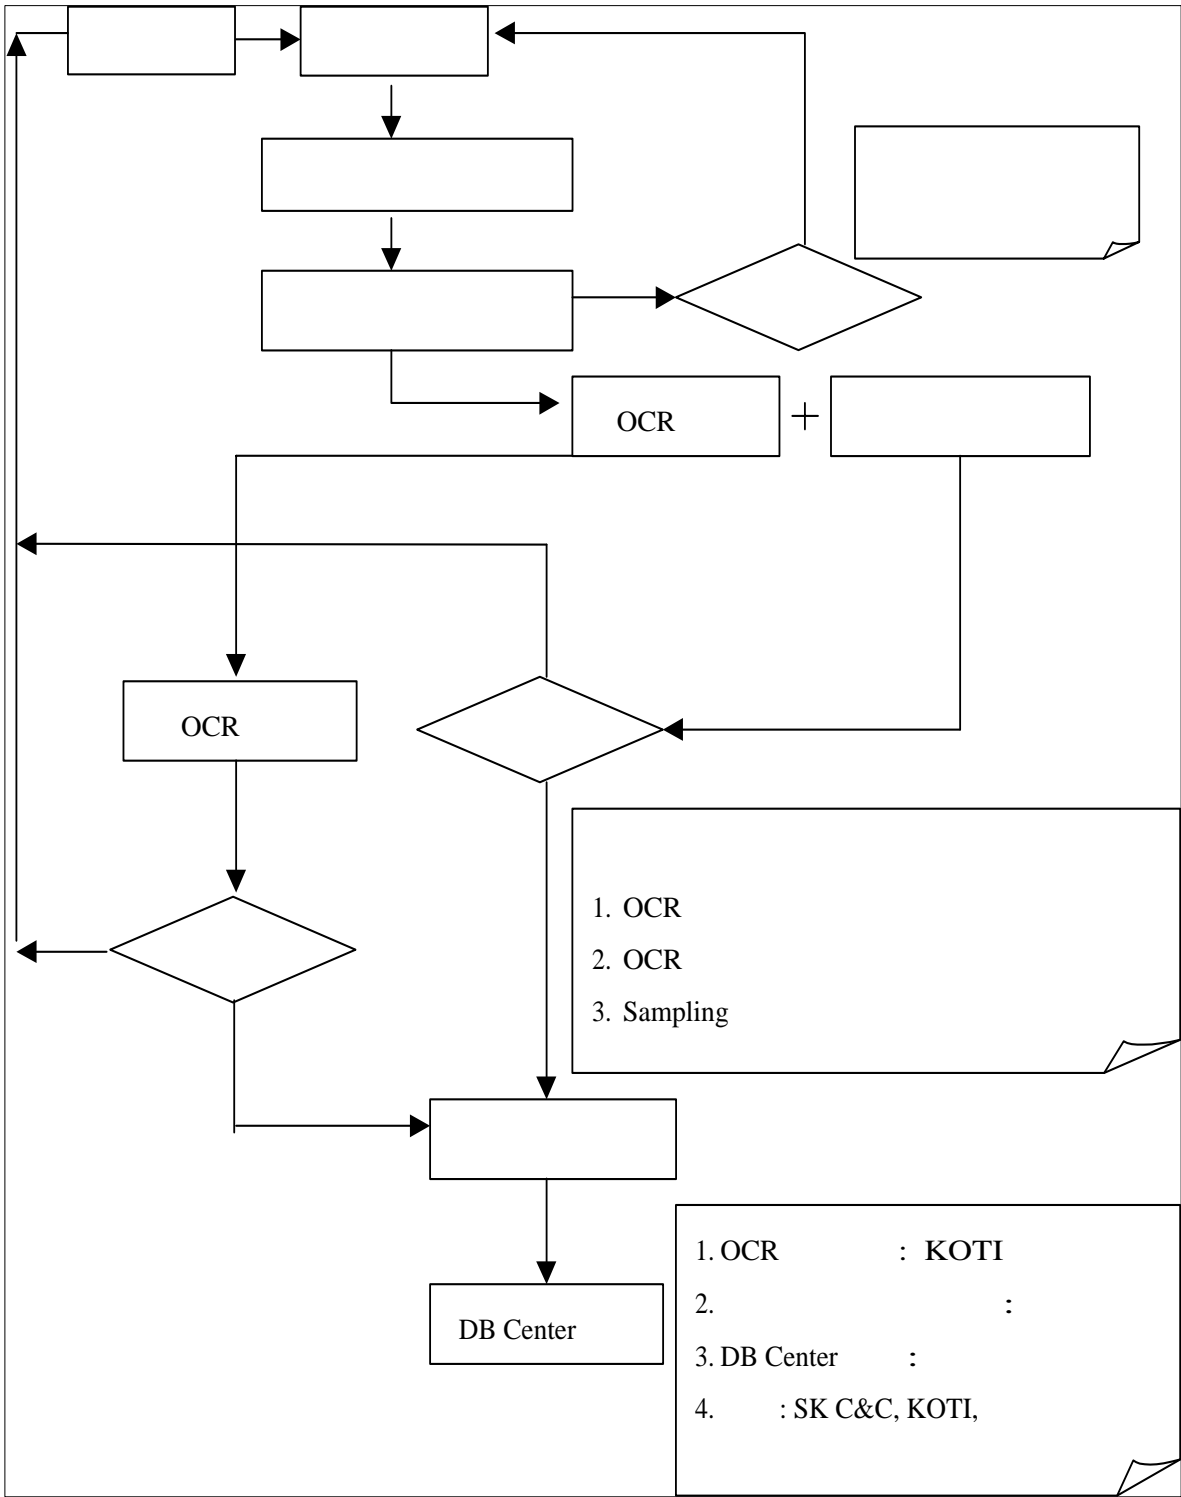 OCR
+
OCR
1. OCR
2. OCR
3. Sampling
1. OCR : KOTI
2. :
3. DB Center :
4. : SK C&C, KOTI,
DB Center